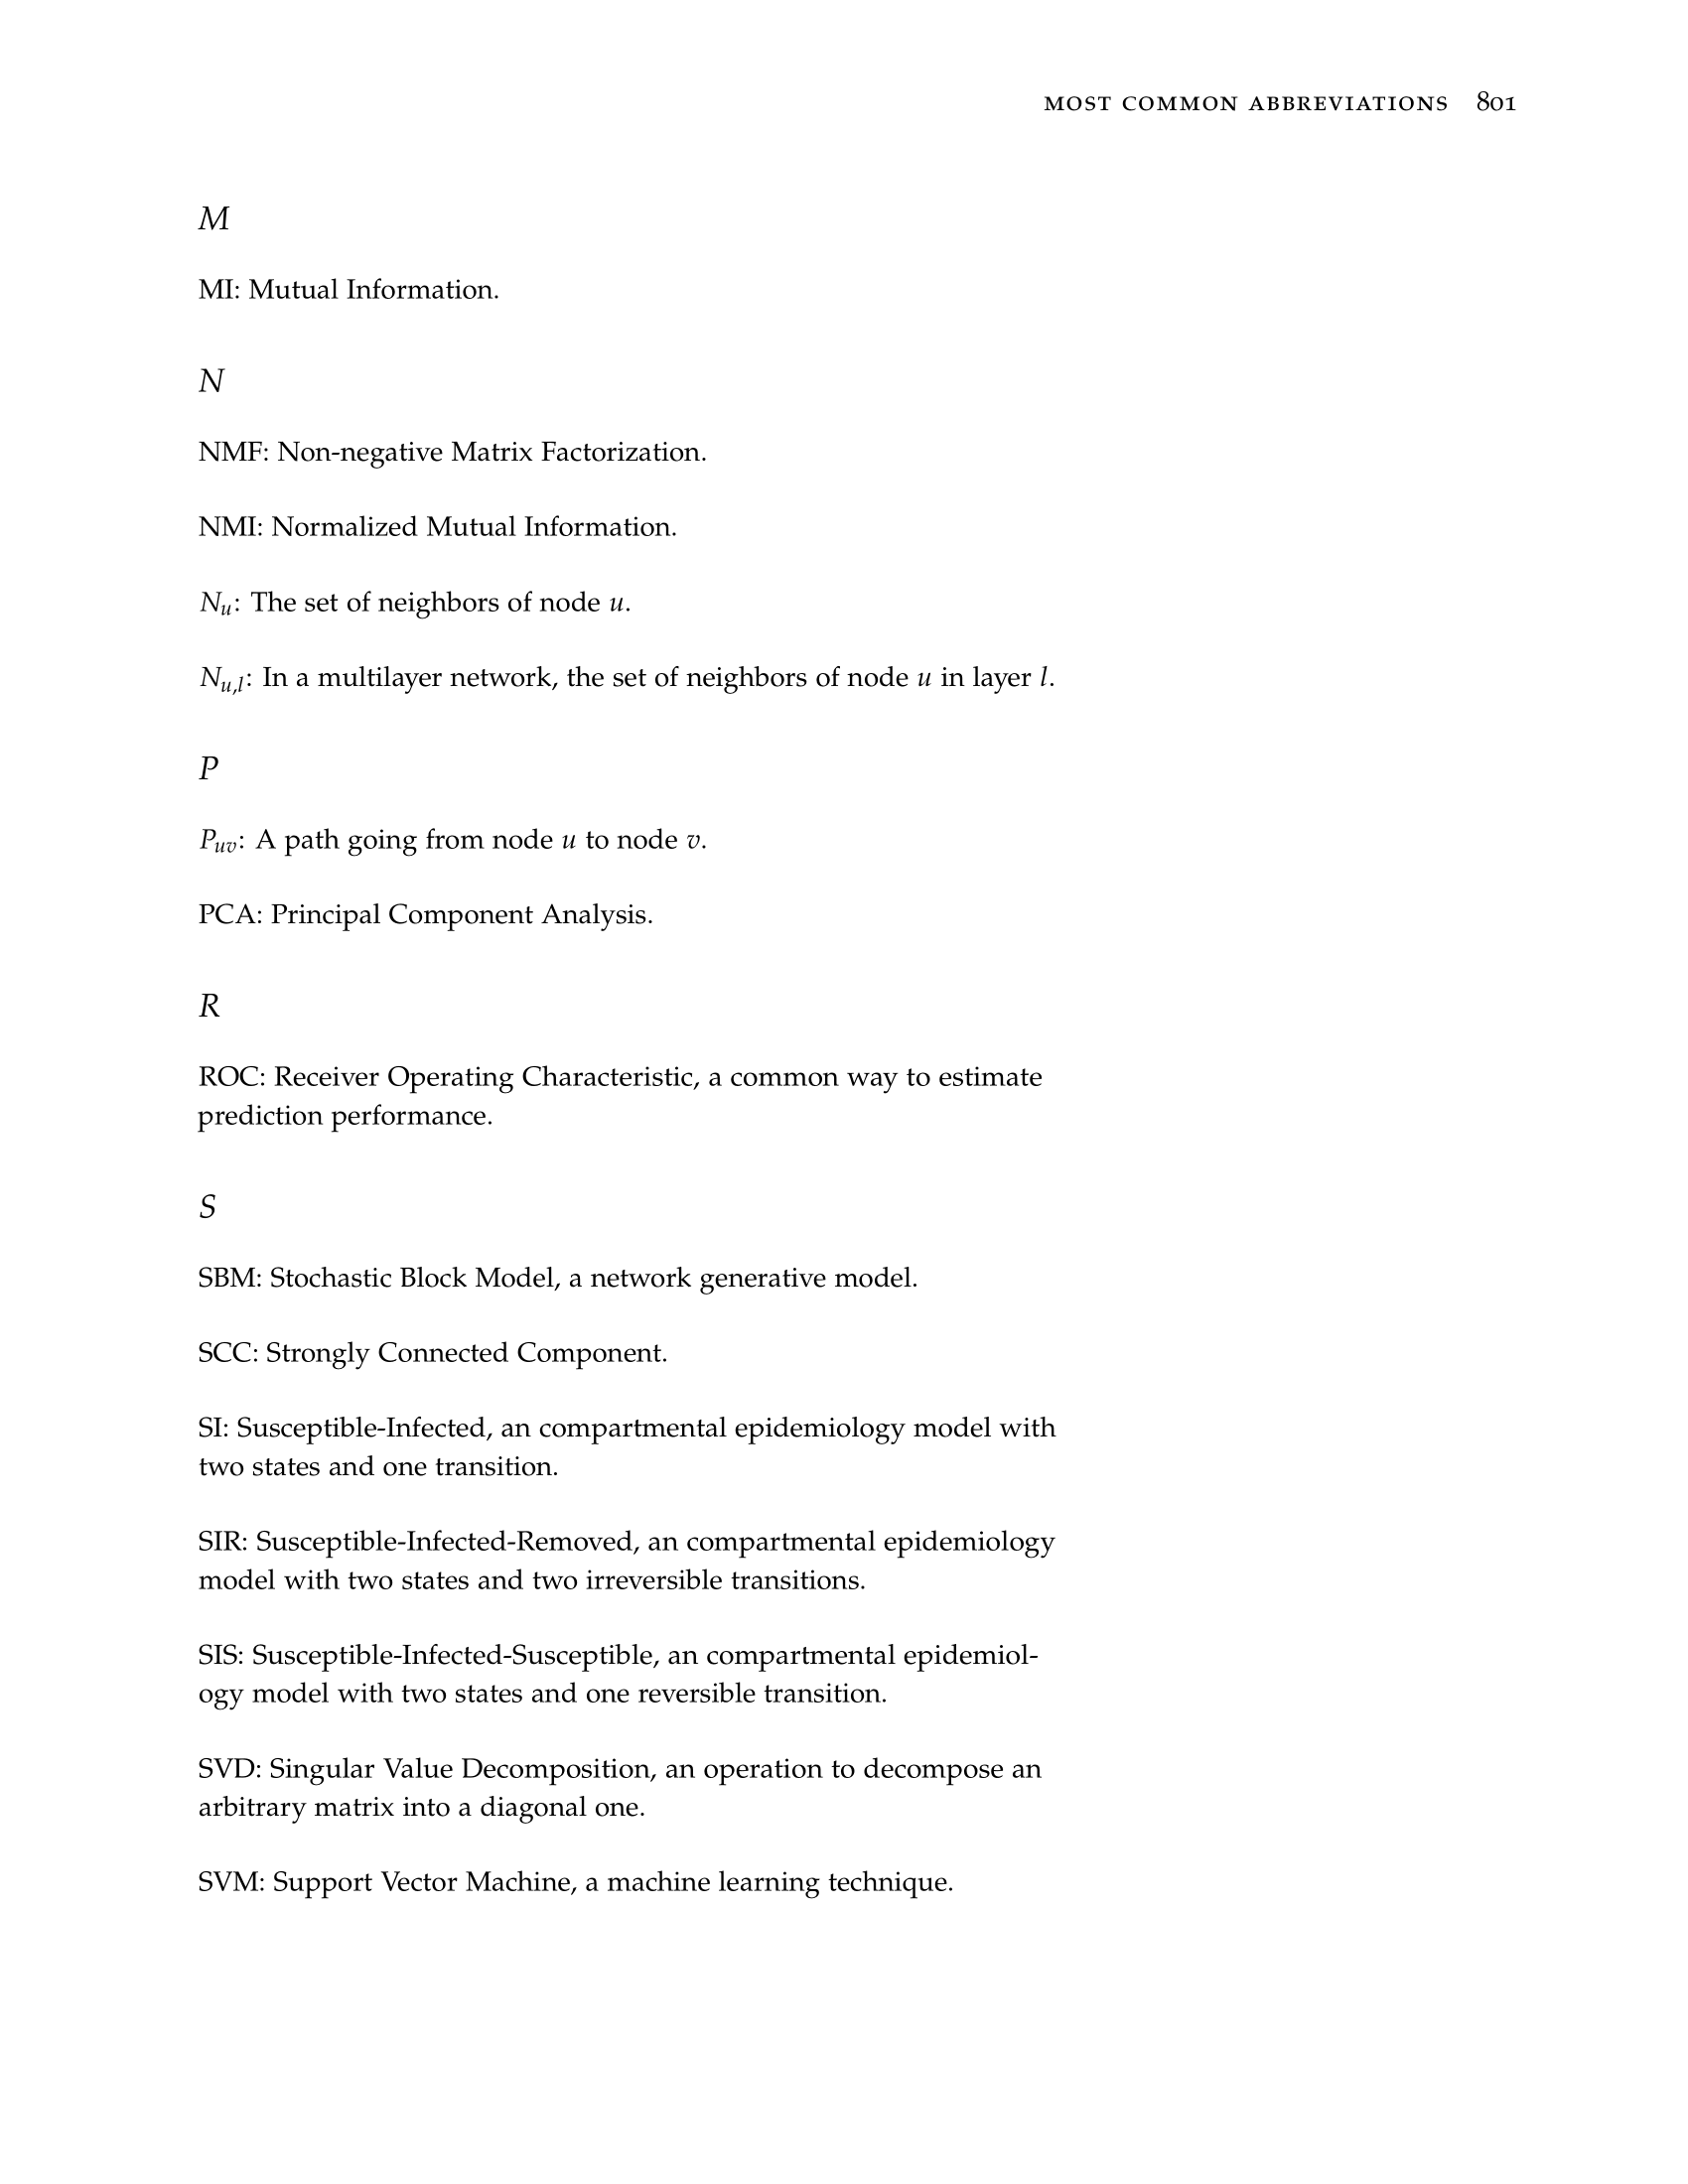 MOST COMMON ABBREVIATIONS 801
M
MI: Mutual Information.
N
NMF: Non-negative Matrix Factorization.
NMI: Normalized Mutual Information.
N_u: The set of neighbors of node u.
N_{u,l}: In a multilayer network, the set of neighbors of node u in layer l.
P
P_{uv}: A path going from node u to node v.
PCA: Principal Component Analysis.
R
ROC: Receiver Operating Characteristic, a common way to estimate
prediction performance.
S
SBM: Stochastic Block Model, a network generative model.
SCC: Strongly Connected Component.
SI: Susceptible-Infected, an compartmental epidemiology model with
two states and one transition.
SIR: Susceptible-Infected-Removed, an compartmental epidemiology
model with two states and two irreversible transitions.
SIS: Susceptible-Infected-Susceptible, an compartmental epidemiol-
ogy model with two states and one reversible transition.
SVD: Singular Value Decomposition, an operation to decompose an
arbitrary matrix into a diagonal one.
SVM: Support Vector Machine, a machine learning technique.